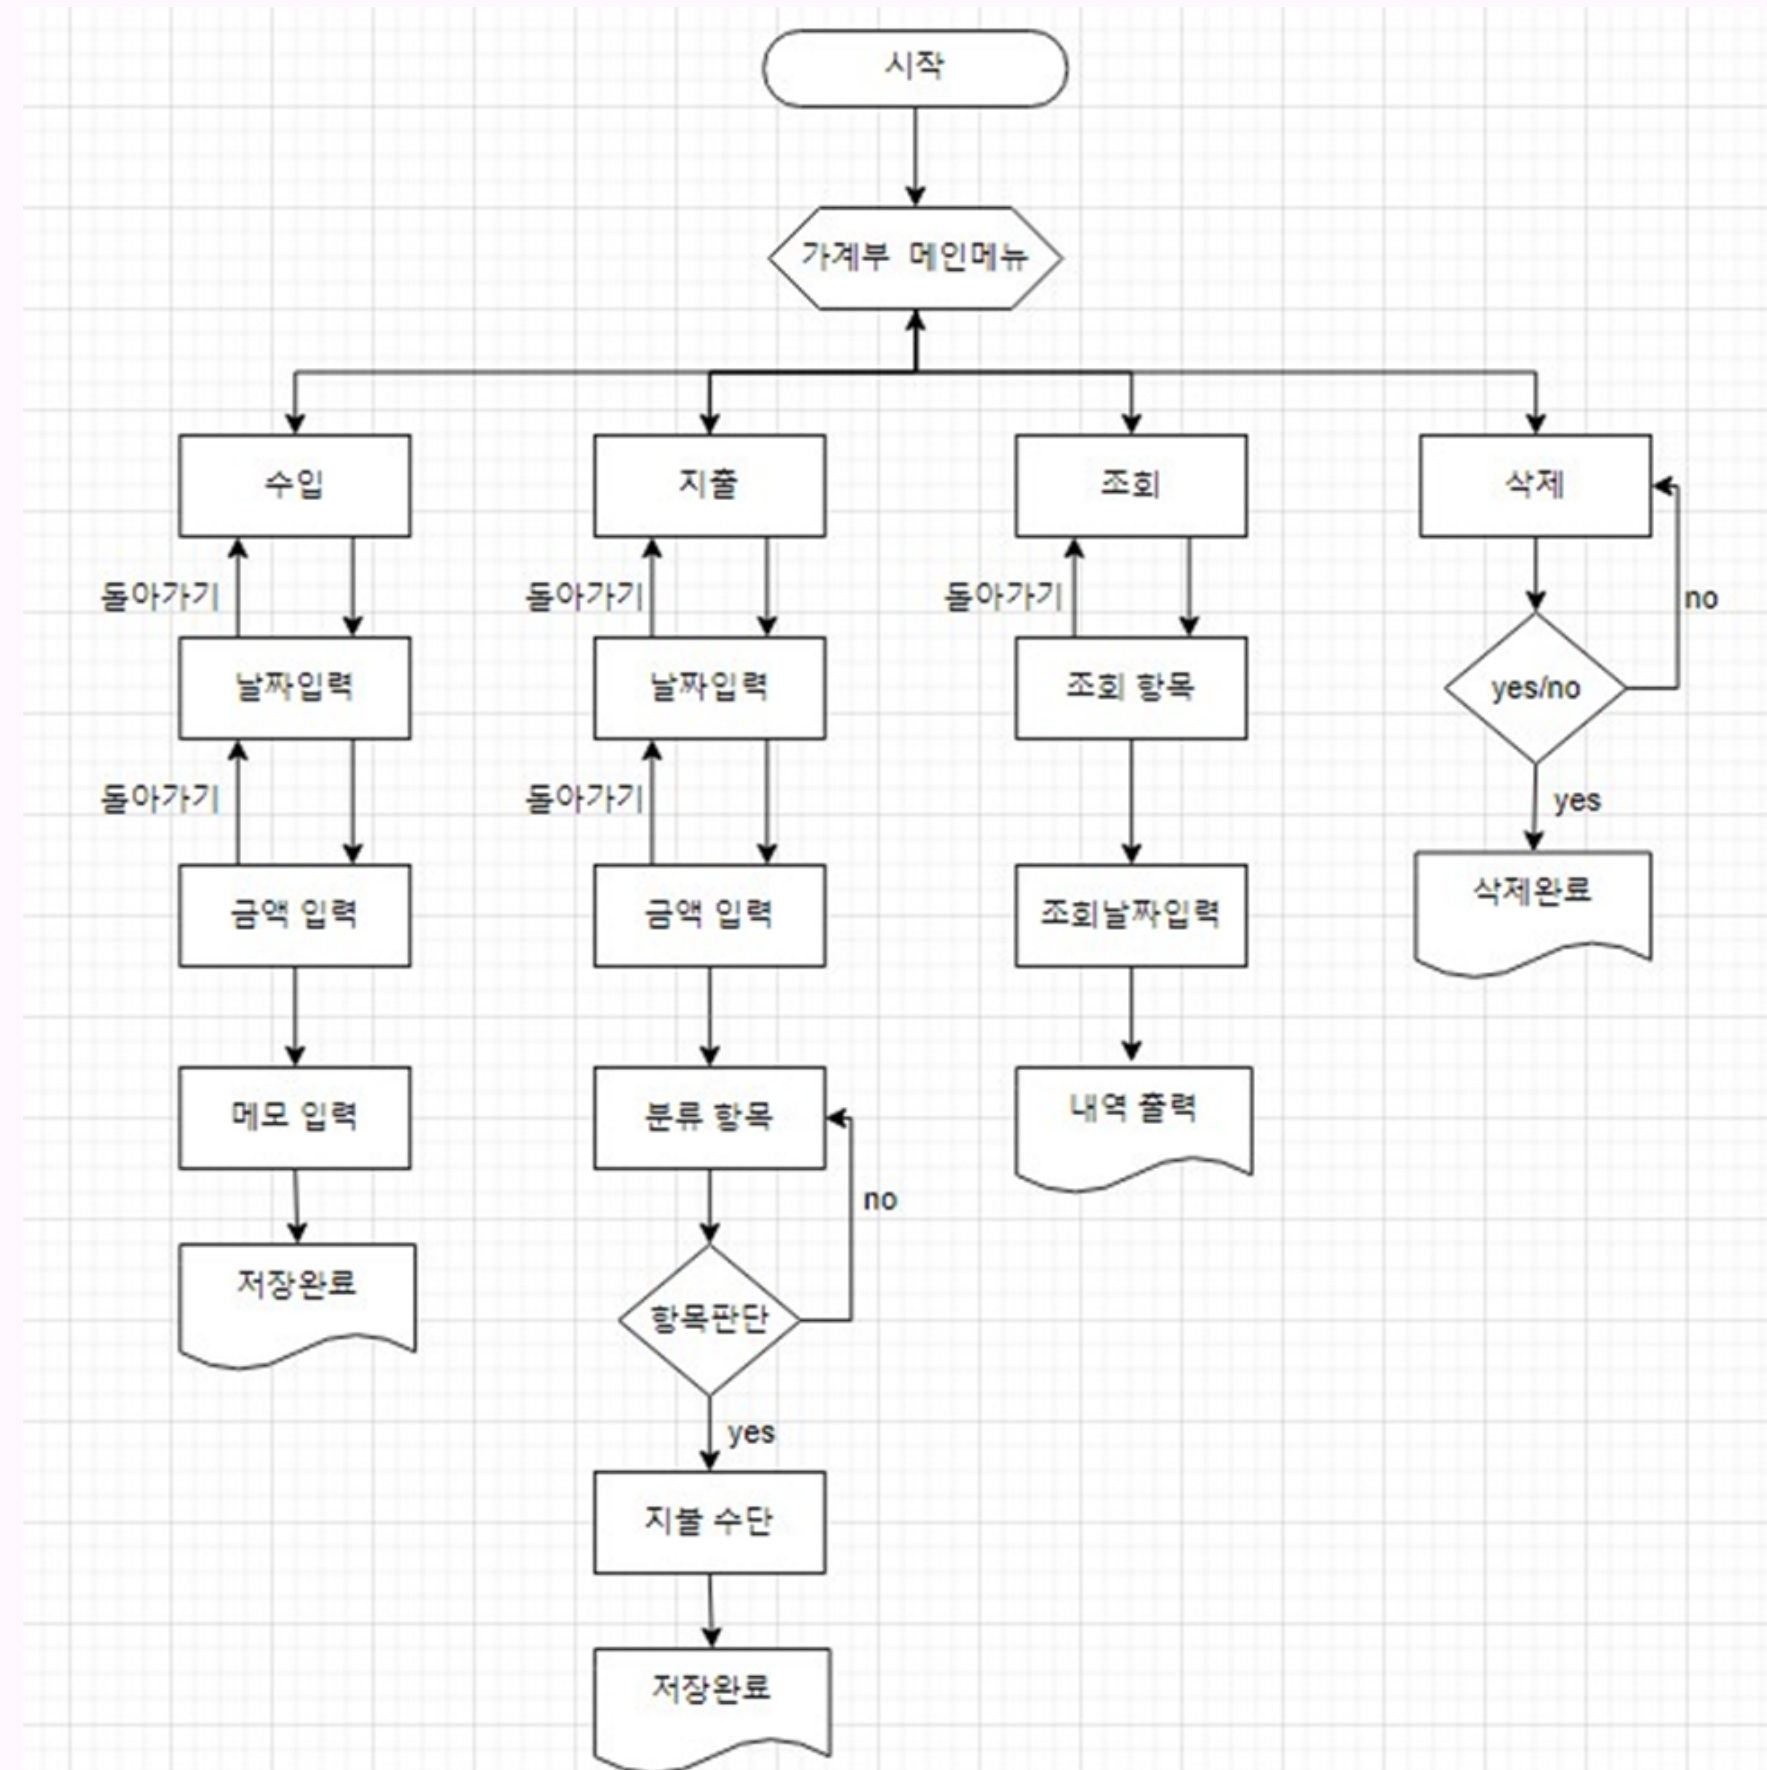 시작
가계부 메인메뉴
수입
지출
조회
삭제
돌아가기
돌아가기
돌아가기
no
날짜입력
날짜입력
조회 항목
yes/no
돌아가기
돌아가기
yes
금액 입력
금액 입력
조회날짜입력
삭제완료
메모 입력
분류 항목
내역 출력
no
저장완료
항목판단
yes
지불 수단
저장완료